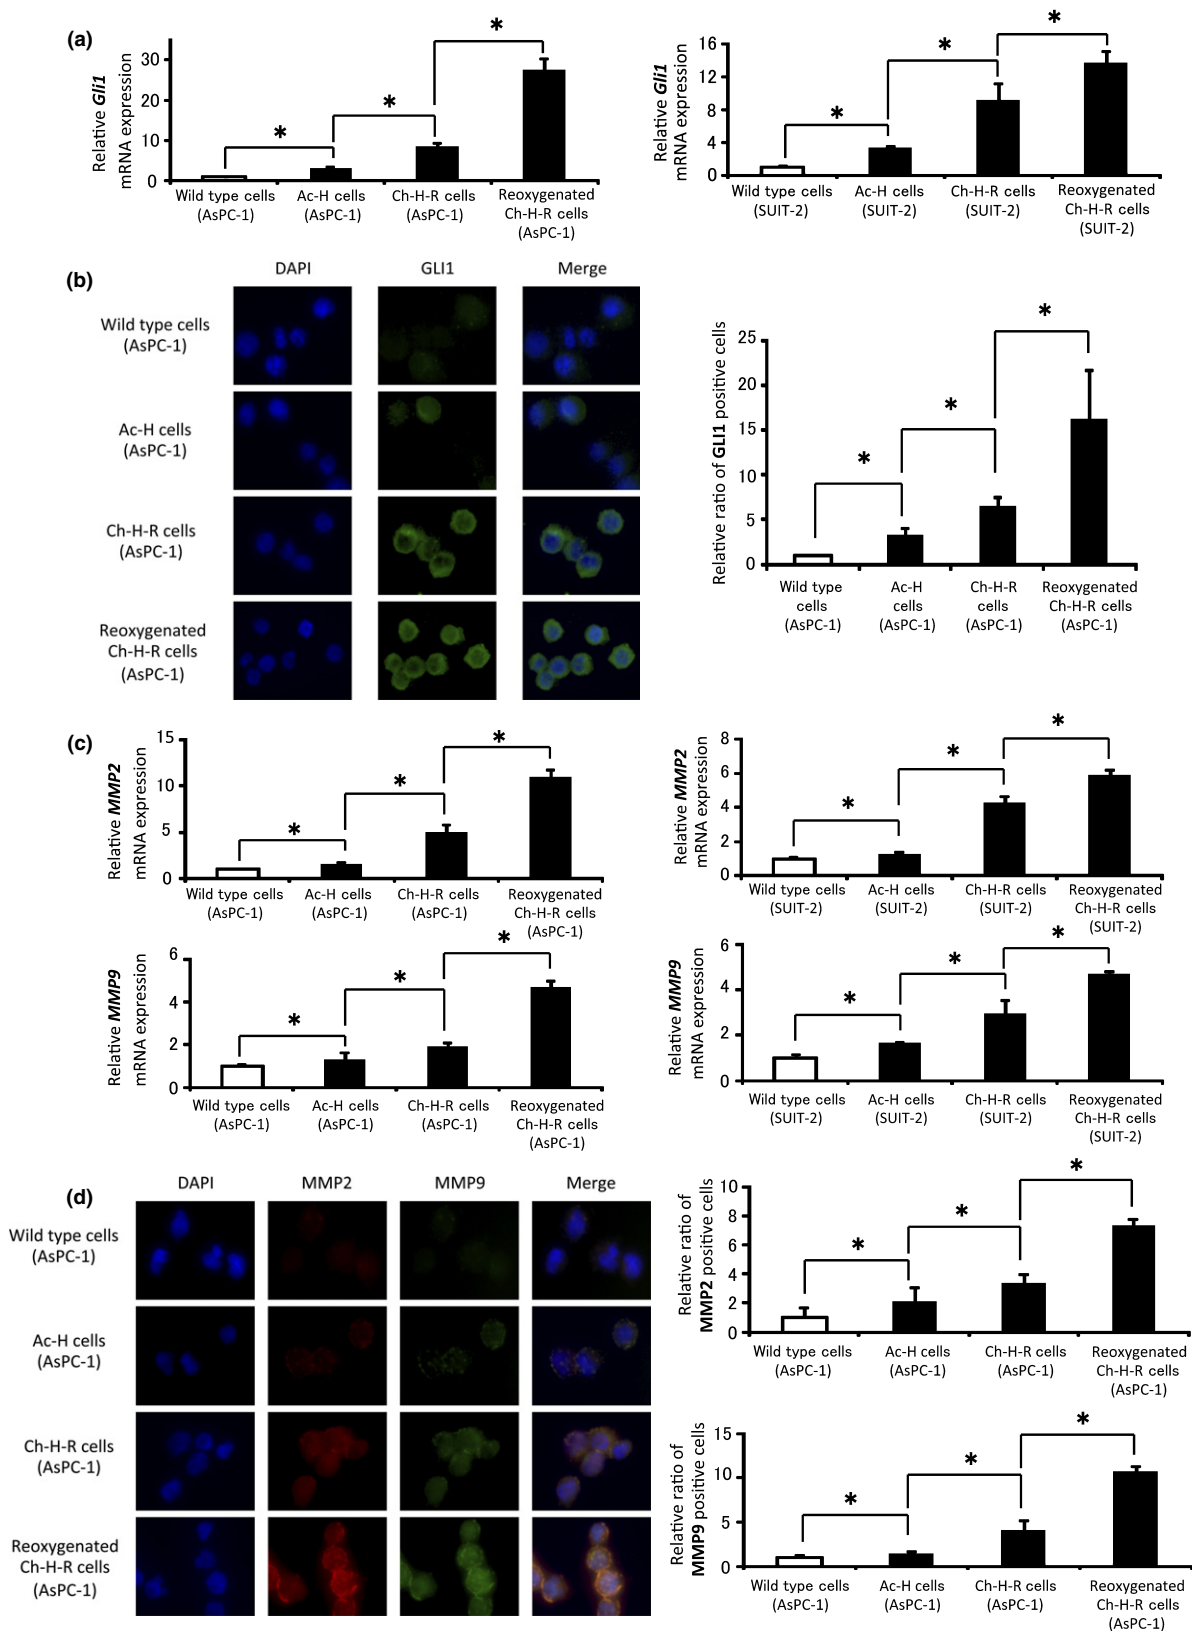 (a)
Relative Gli1
mRNA expression
30
20
10
0
*
*
*
Wild type cells
(AsPC-1)
Ac-H cells
(AsPC-1)
Ch-H-R cells
(AsPC-1)
Reoxygenated
Ch-H-R cells
(AsPC-1)
Relative Gli1
mRNA expression
16
12
8
4
0
*
*
*
Wild type cells
(SUIT-2)
Ac-H cells
(SUIT-2)
Ch-H-R cells
(SUIT-2)
Reoxygenated
Ch-H-R cells
(SUIT-2)
(b)
DAPI
GLI1
Merge
Wild type cells
(AsPC-1)
Ac-H cells
(AsPC-1)
Ch-H-R cells
(AsPC-1)
Reoxygenated
Ch-H-R cells
(AsPC-1)
Relative ratio of GLI1 positive cells
25
20
15
10
5
0
*
*
*
Wild type
cells
(AsPC-1)
Ac-H
cells
(AsPC-1)
Ch-H-R
cells
(AsPC-1)
Reoxygenated
Ch-H-R cells
(AsPC-1)
(c)
Relative MMP2
mRNA expression
15
10
5
0
*
*
*
Wild type cells
(AsPC-1)
Ac-H cells
(AsPC-1)
Ch-H-R cells
(AsPC-1)
Reoxygenated
Ch-H-R cells
(AsPC-1)
Relative MMP2
mRNA expression
8
6
4
2
0
*
*
*
Wild type cells
(SUIT-2)
Ac-H cells
(SUIT-2)
Ch-H-R cells
(SUIT-2)
Reoxygenated
Ch-H-R cells
(SUIT-2)
Relative MMP9
mRNA expression
6
4
2
0
*
*
*
Wild type cells
(AsPC-1)
Ac-H cells
(AsPC-1)
Ch-H-R cells
(AsPC-1)
Reoxygenated
Ch-H-R cells
(AsPC-1)
Relative MMP9
mRNA expression
6
4
2
0
*
*
*
Wild type cells
(SUIT-2)
Ac-H cells
(SUIT-2)
Ch-H-R cells
(SUIT-2)
Reoxygenated
Ch-H-R cells
(SUIT-2)
(d)
DAPI
MMP2
MMP9
Merge
Wild type cells
(AsPC-1)
Ac-H cells
(AsPC-1)
Ch-H-R cells
(AsPC-1)
Reoxygenated
Ch-H-R cells
(AsPC-1)
Relative ratio of
MMP2 positive cells
10
8
6
4
2
0
*
*
*
Wild type cells
(AsPC-1)
Ac-H cells
(AsPC-1)
Ch-H-R cells
(AsPC-1)
Reoxygenated
Ch-H-R cells
(AsPC-1)
Relative ratio of
MMP9 positive cells
15
10
5
0
*
*
*
Wild type cells
(AsPC-1)
Ac-H cells
(AsPC-1)
Ch-H-R cells
(AsPC-1)
Reoxygenated
Ch-H-R cells
(AsPC-1)